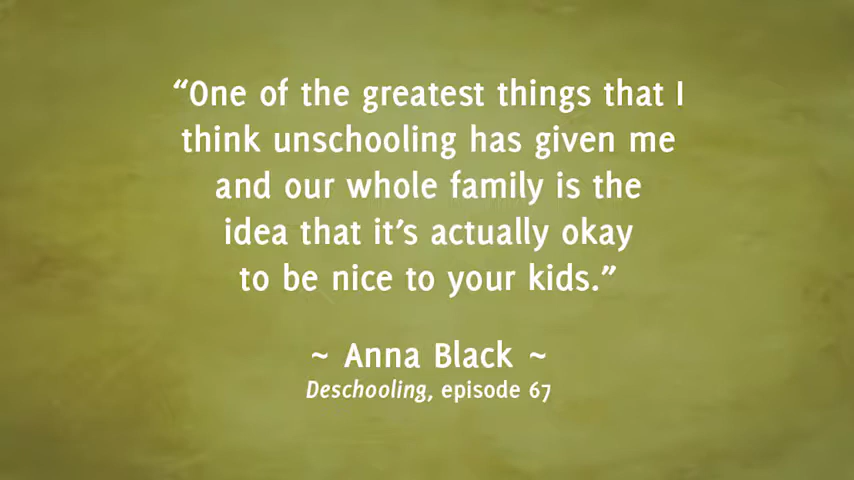 “One of the greatest things that I
think unschooling has given me
and our whole family is the
idea that it’s actually okay
to be nice to your kids.”
~ Anna Black ~
Deschooling, episode 67